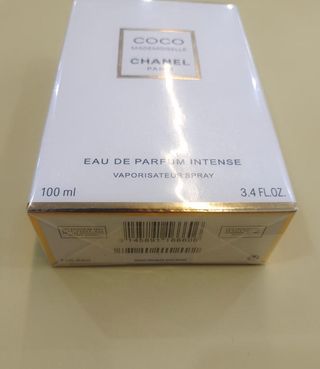 COCO
MADEMOISELLE
CHANEL
PARIS
EAU DE PARFUM INTENSE
VAPORISATEUR SPRAY
100 ml 3.4 FL.OZ.